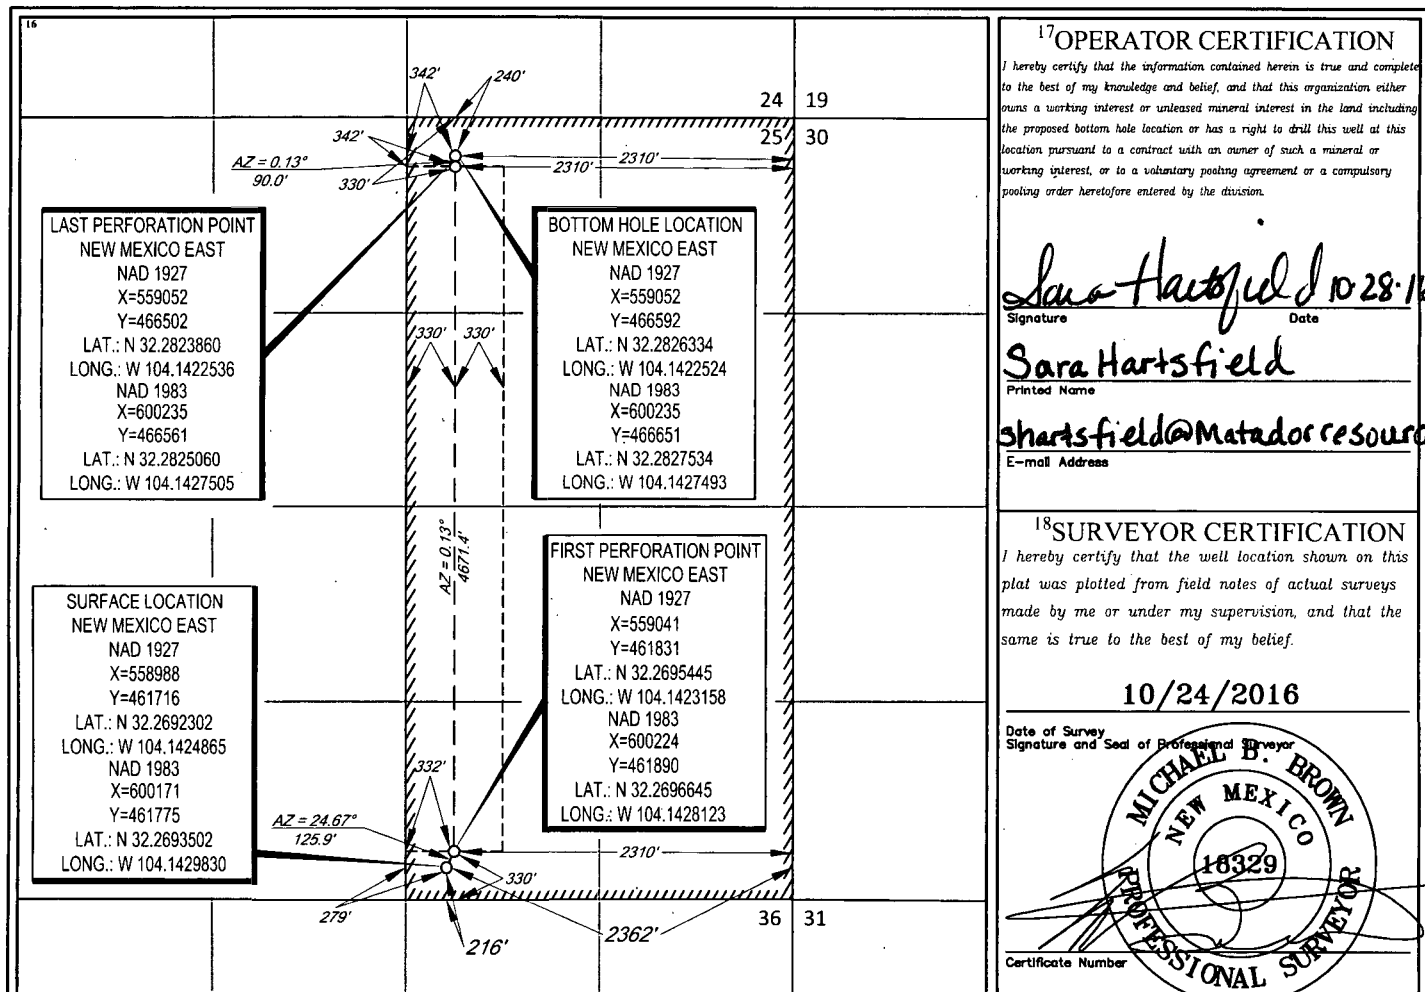 16
342'
240'
24
19
25
30
342'
AZ = 0.13°
90.0'
330'
2310'
2310'
LAST PERFORATION POINT
NEW MEXICO EAST
NAD 1927
X=559052
Y=466502
LAT.: N 32.2823860
LONG.: W 104.1422536
NAD 1983
X=600235
Y=466561
LAT.: N 32.2825060
LONG.: W 104.1427505
BOTTOM HOLE LOCATION
NEW MEXICO EAST
NAD 1927
X=559052
Y=466592
LAT.: N 32.2826334
LONG.: W 104.1422524
NAD 1983
X=600235
Y=466651
LAT.: N 32.2827534
LONG.: W 104.1427493
330'
330'
AZ = 0.13°
4671.4'
SURFACE LOCATION
NEW MEXICO EAST
NAD 1927
X=558988
Y=461716
LAT.: N 32.2692302
LONG.: W 104.1424865
NAD 1983
X=600171
Y=461775
LAT.: N 32.2693502
LONG.: W 104.1429830
FIRST PERFORATION POINT
NEW MEXICO EAST
NAD 1927
X=559041
Y=461831
LAT.: N 32.2695445
LONG.: W 104.1423158
NAD 1983
X=600224
Y=461890
LAT.: N 32.2696645
LONG.: W 104.1428123
332'
AZ = 24.67°
125.9'
2310'
330'
279'
216'
2362'
36
31
17 OPERATOR CERTIFICATION
I hereby certify that the information contained herein is true and complete
to the best of my knowledge and belief, and that this organization either
owns a working interest or unleased mineral interest in the land including
the proposed bottom hole location or has a right to drill this well at this
location pursuant to a contract with an owner of such a mineral or
working interest, or to a voluntary pooling agreement or a compulsory
pooling order heretofore entered by the division.
Sara Hartsfield 10-28-16
Signature
Date
Sara Hartsfield
Printed Name
shartsfield@Matadorresourc
E-mail Address
18 SURVEYOR CERTIFICATION
I hereby certify that the well location shown on this
plat was plotted from field notes of actual surveys
made by me or under my supervision, and that the
same is true to the best of my belief.
10/24/2016
Date of Survey
Signature and Seal of Professional Surveyor
MICHAEL B. BROWN
NEW MEXICO
18329
PROFESSIONAL SURVEYOR
Certificate Number